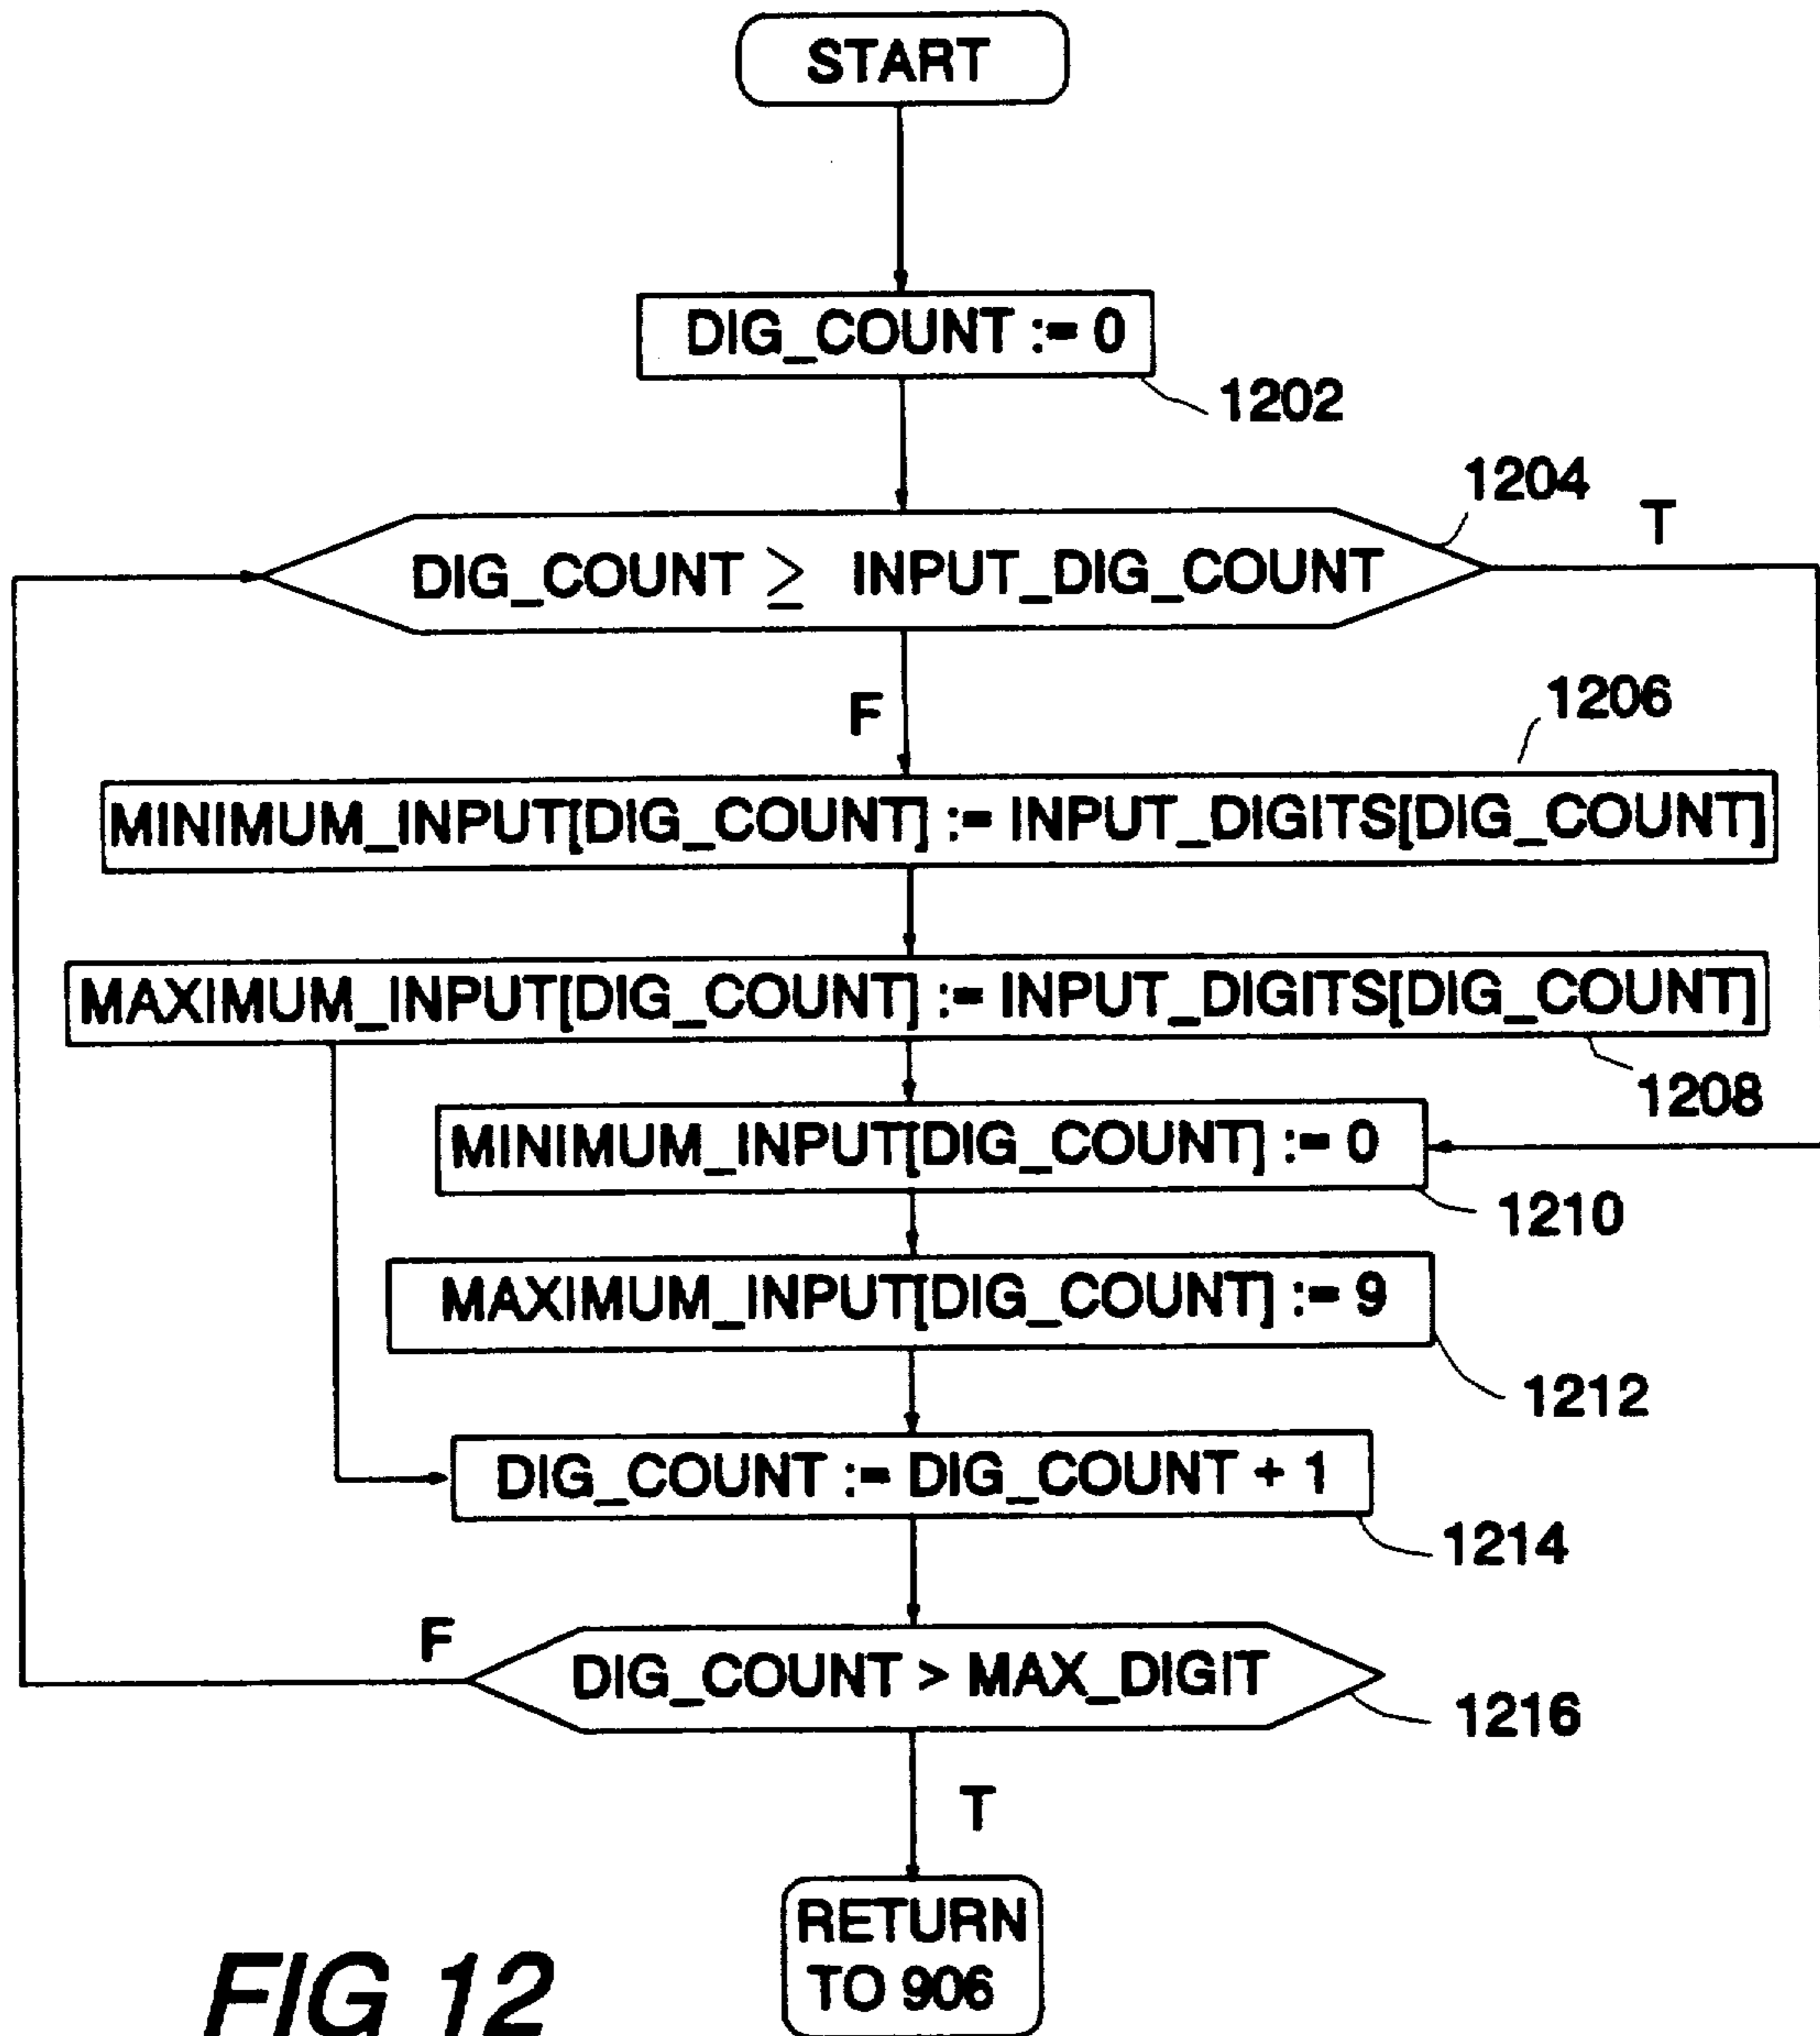 START
DIG_COUNT := 0
1202
1204
T
DIG_COUNT ≥ INPUT_DIG_COUNT
F
1206
MINIMUM_INPUT[DIG_COUNT] := INPUT_DIGITS[DIG_COUNT]
MAXIMUM_INPUT[DIG_COUNT] := INPUT_DIGITS[DIG_COUNT]
1208
MINIMUM_INPUT[DIG_COUNT] := 0
1210
MAXIMUM_INPUT[DIG_COUNT] := 9
1212
DIG_COUNT := DIG_COUNT + 1
1214
F
DIG_COUNT > MAX_DIGIT
1216
T
RETURN
TO 906
FIG 12